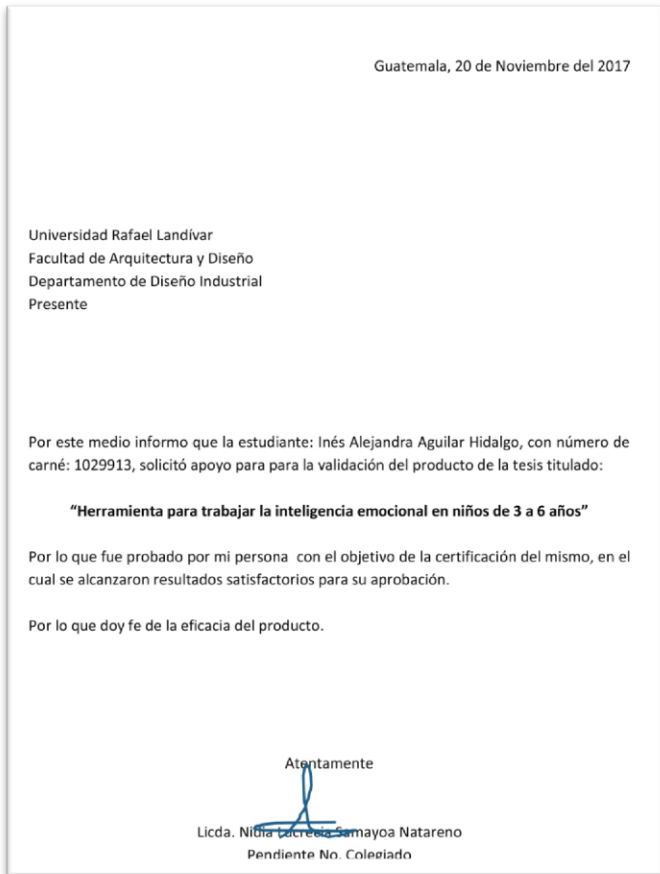 Guatemala, 20 de Noviembre del 2017
Universidad Rafael Landívar
Facultad de Arquitectura y Diseño
Departamento de Diseño Industrial
Presente
Por este medio informo que la estudiante: Inés Alejandra Aguilar Hidalgo, con número de
carné: 1029913, solicitó apoyo para para la validación del producto de la tesis titulado:
“Herramienta para trabajar la inteligencia emocional en niños de 3 a 6 años”
Por lo que fue probado por mi persona con el objetivo de la certificación del mismo, en el
cual se alcanzaron resultados satisfactorios para su aprobación.
Por lo que doy fe de la eficacia del producto.
Atentamente
Licda. Nidia Lucrecia Samayoa Natareno
Pendiente No. Colegiado